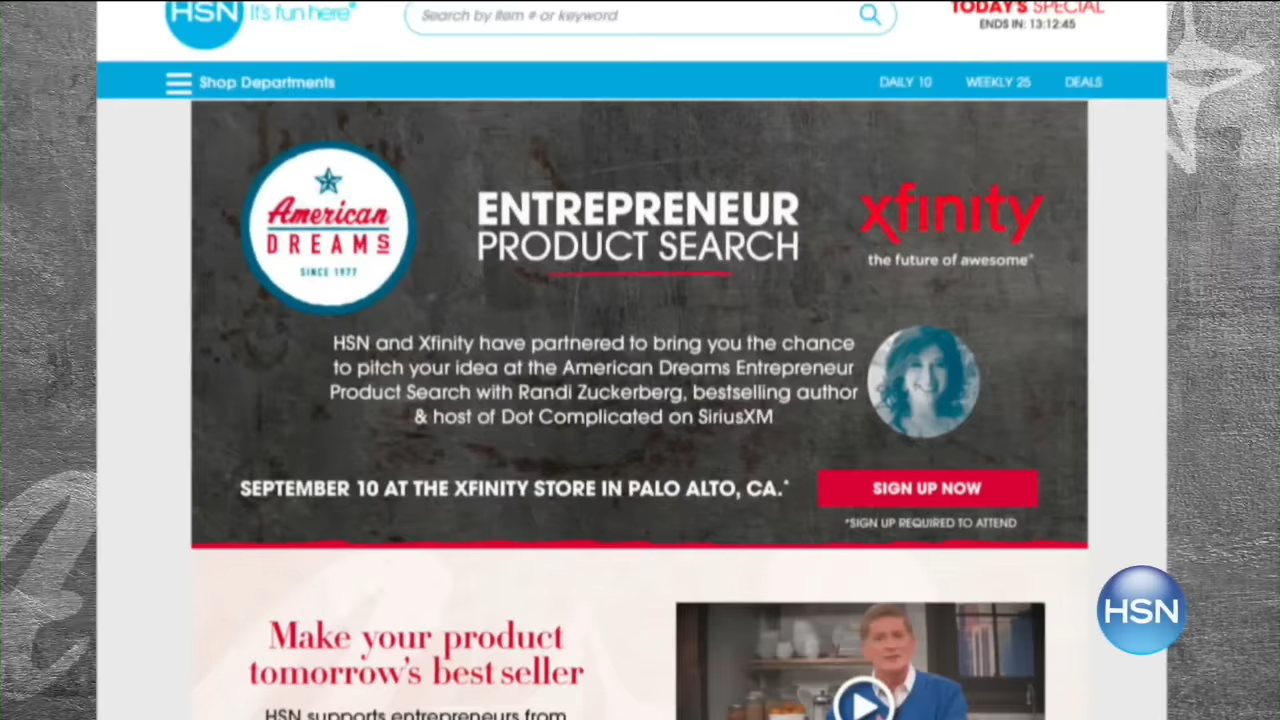 HSN It's fun here
Search by item # or keyword
TODAY'S SPECIAL
ENDS IN: 13:12:45
Shop Departments
DAILY 10
WEEKLY 25
DEALS
American
DREAMS
SINCE 1977
ENTREPRENEUR
PRODUCT SEARCH
xfinity
the future of awesome
HSN and Xfinity have partnered to bring you the chance
to pitch your idea at the American Dreams Entrepreneur
Product Search with Randi Zuckerberg, bestselling author
& host of Dot Complicated on SiriusXM
SEPTEMBER 10 AT THE XFINITY STORE IN PALO ALTO, CA.*
SIGN UP NOW
*SIGN UP REQUIRED TO ATTEND
Make your product
tomorrow's best seller
HSN supports entrepreneurs from
HSN